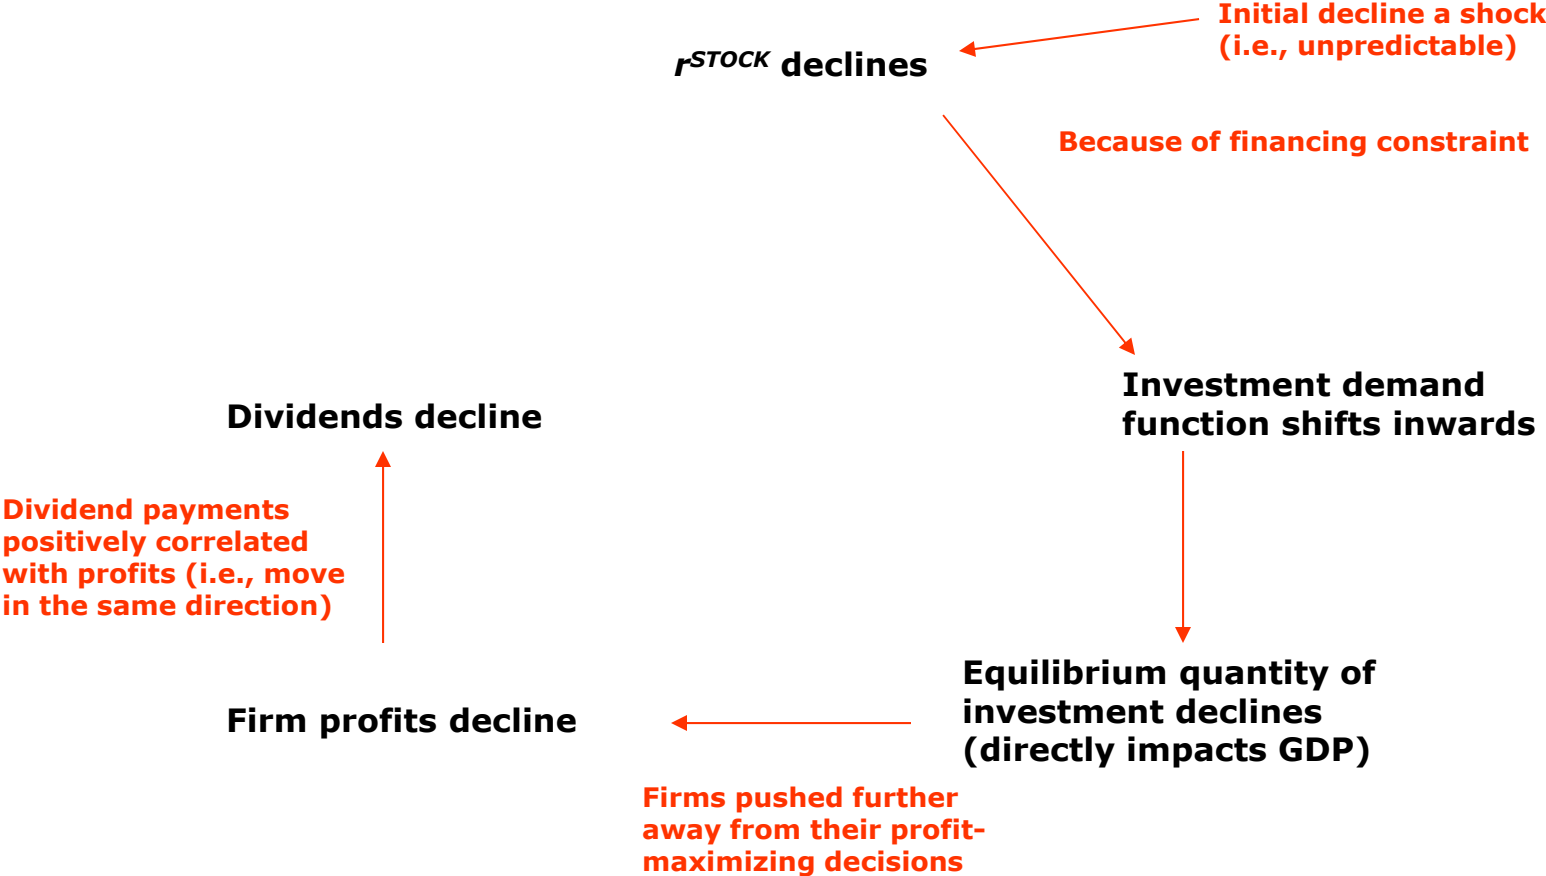 Initial decline a shock
(i.e., unpredictable)
r^STOCK declines
Because of financing constraint
Investment demand
function shifts inwards
Dividends decline
Dividend payments
positively correlated
with profits (i.e., move
in the same direction)
Equilibrium quantity of
investment declines
(directly impacts GDP)
Firm profits decline
Firms pushed further
away from their profit-
maximizing decisions